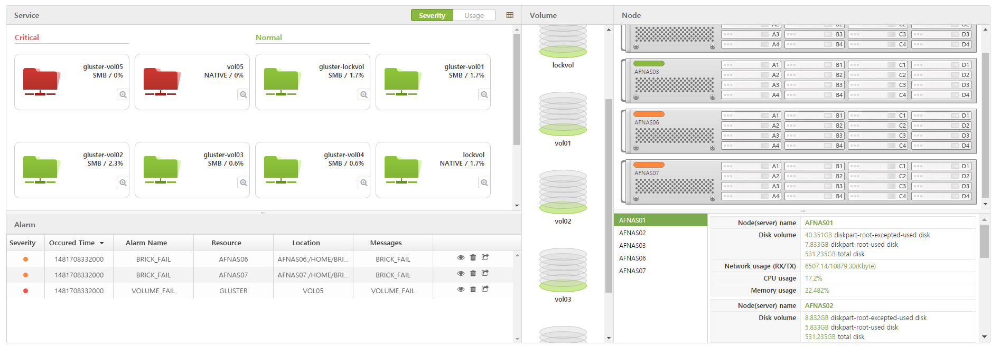 Service
Severity
Usage
Critical
Normal
gluster-vol05
SMB / 0%
vol05
NATIVE / 0%
gluster-lockvol
SMB / 1.7%
gluster-vol01
SMB / 1.7%
gluster-vol02
SMB / 2.3%
gluster-vol03
SMB / 0.6%
gluster-vol04
SMB / 0.6%
lockvol
NATIVE / 1.7%
Alarm
Severity Occured Time Alarm Name Resource Location Messages
1481708332000 BRICK_FAIL AFNAS06 AFNAS06:/HOME/BRI... BRICK_FAIL
1481708332000 BRICK_FAIL AFNAS07 AFNAS07:/HOME/BRI... BRICK_FAIL
1481708332000 VOLUME_FAIL GLUSTER VOL05 VOLUME_FAIL
Volume
lockvol
vol01
vol02
vol03
Node
A2 B2 C2 D2
A3 B3 C3 D3
A4 B4 C4 D4
AFNAS03
A1 B1 C1 D1
A2 B2 C2 D2
A3 B3 C3 D3
A4 B4 C4 D4
AFNAS06
A1 B1 C1 D1
A2 B2 C2 D2
A3 B3 C3 D3
A4 B4 C4 D4
AFNAS07
A1 B1 C1 D1
A2 B2 C2 D2
A3 B3 C3 D3
A4 B4 C4 D4
AFNAS01
AFNAS02
AFNAS03
AFNAS06
AFNAS07
Node(server) name AFNAS01
Disk volume 40.351GB diskpart-root-excepted-used disk
7.833GB diskpart-root-used disk
531.235GB total disk
Network usage (RX/TX) 6507.14/10879.30(Kbyte)
CPU usage 17.2%
Memory usage 22.482%
Node(server) name AFNAS02
Disk volume 8.832GB diskpart-root-excepted-used disk
5.833GB diskpart-root-used disk
531.235GB total disk